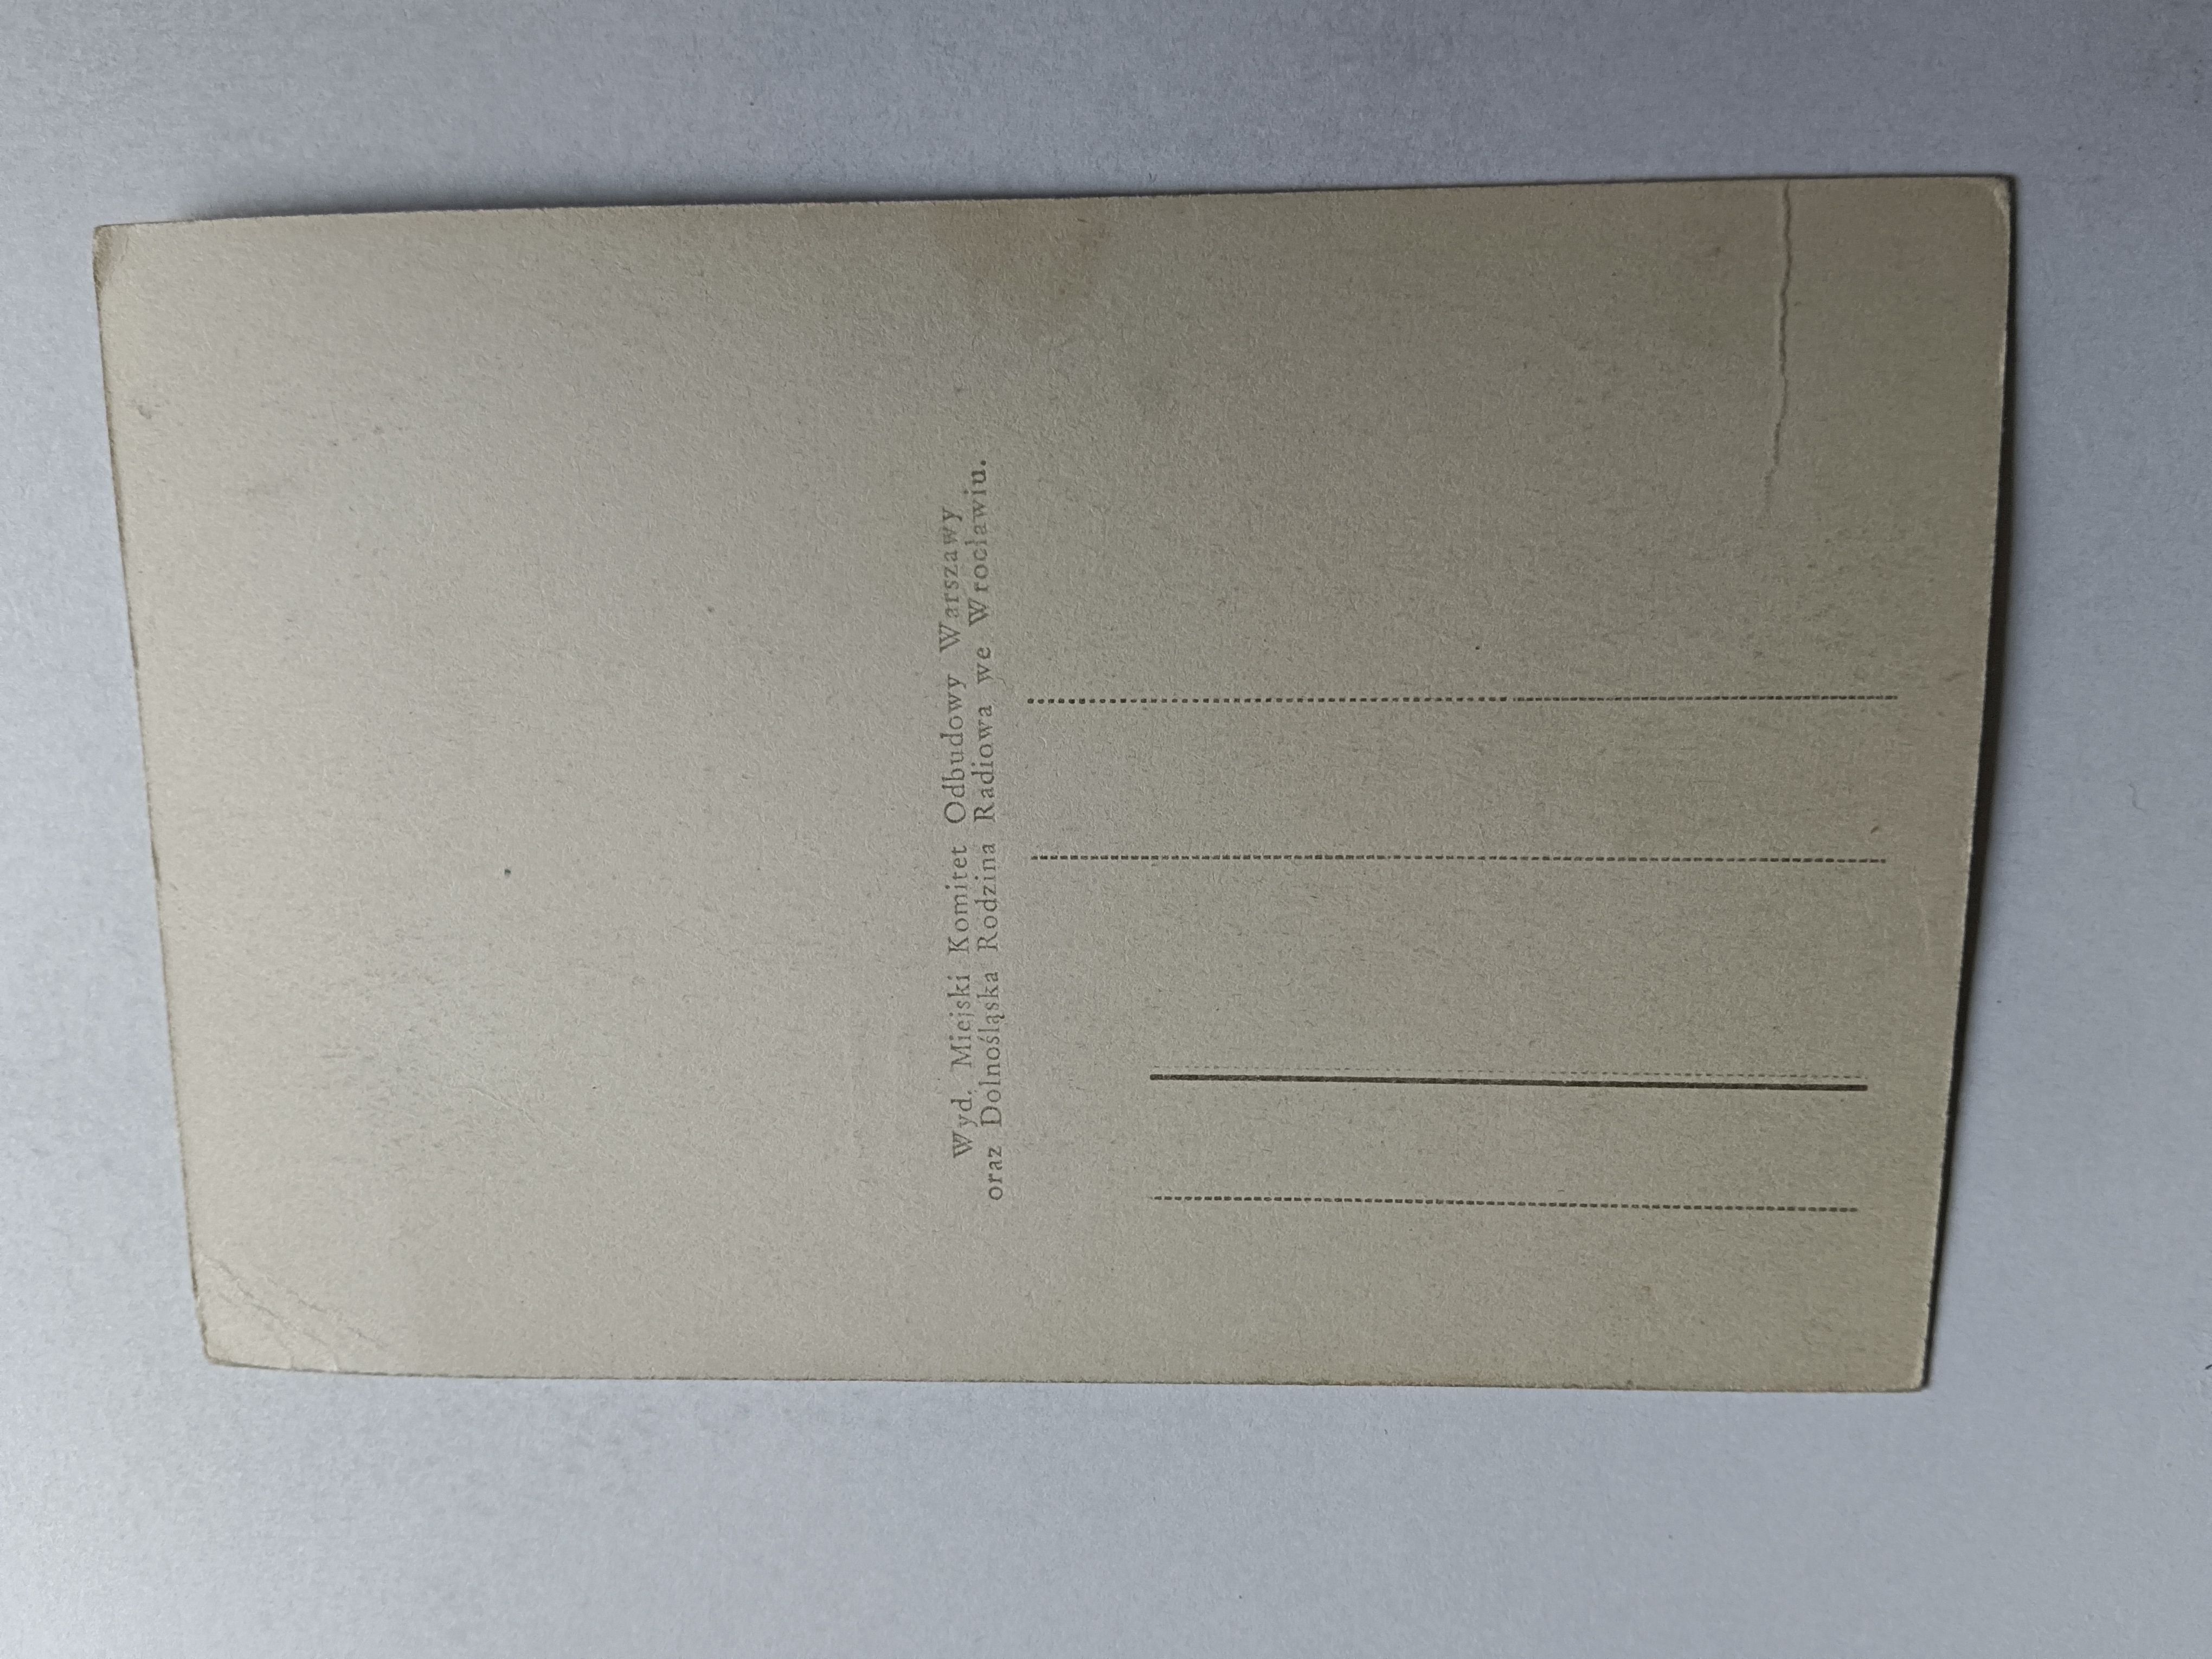 Wyd. Miejski Komitet Odbudowy Warszawy
oraz Dolnośląska Rodzina Radiowa we Wrocławiu.